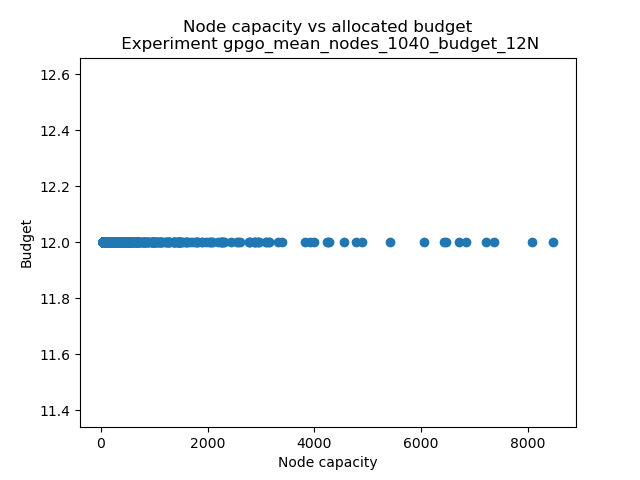 Node capacity vs allocated budget
Experiment gpgo_mean_nodes_1040_budget_12N
12.6
12.4
12.2
12.0
11.8
11.6
11.4
Budget
0 2000 4000 6000 8000
Node capacity